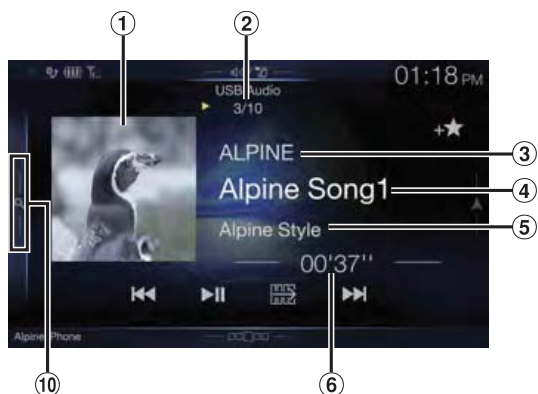 ① ②
01:18 PM
USB Audio
3/10
ALPINE ③
Alpine Song1 ④
Alpine Style ⑤
00'37''
Alpine Phone
⑩ ⑥